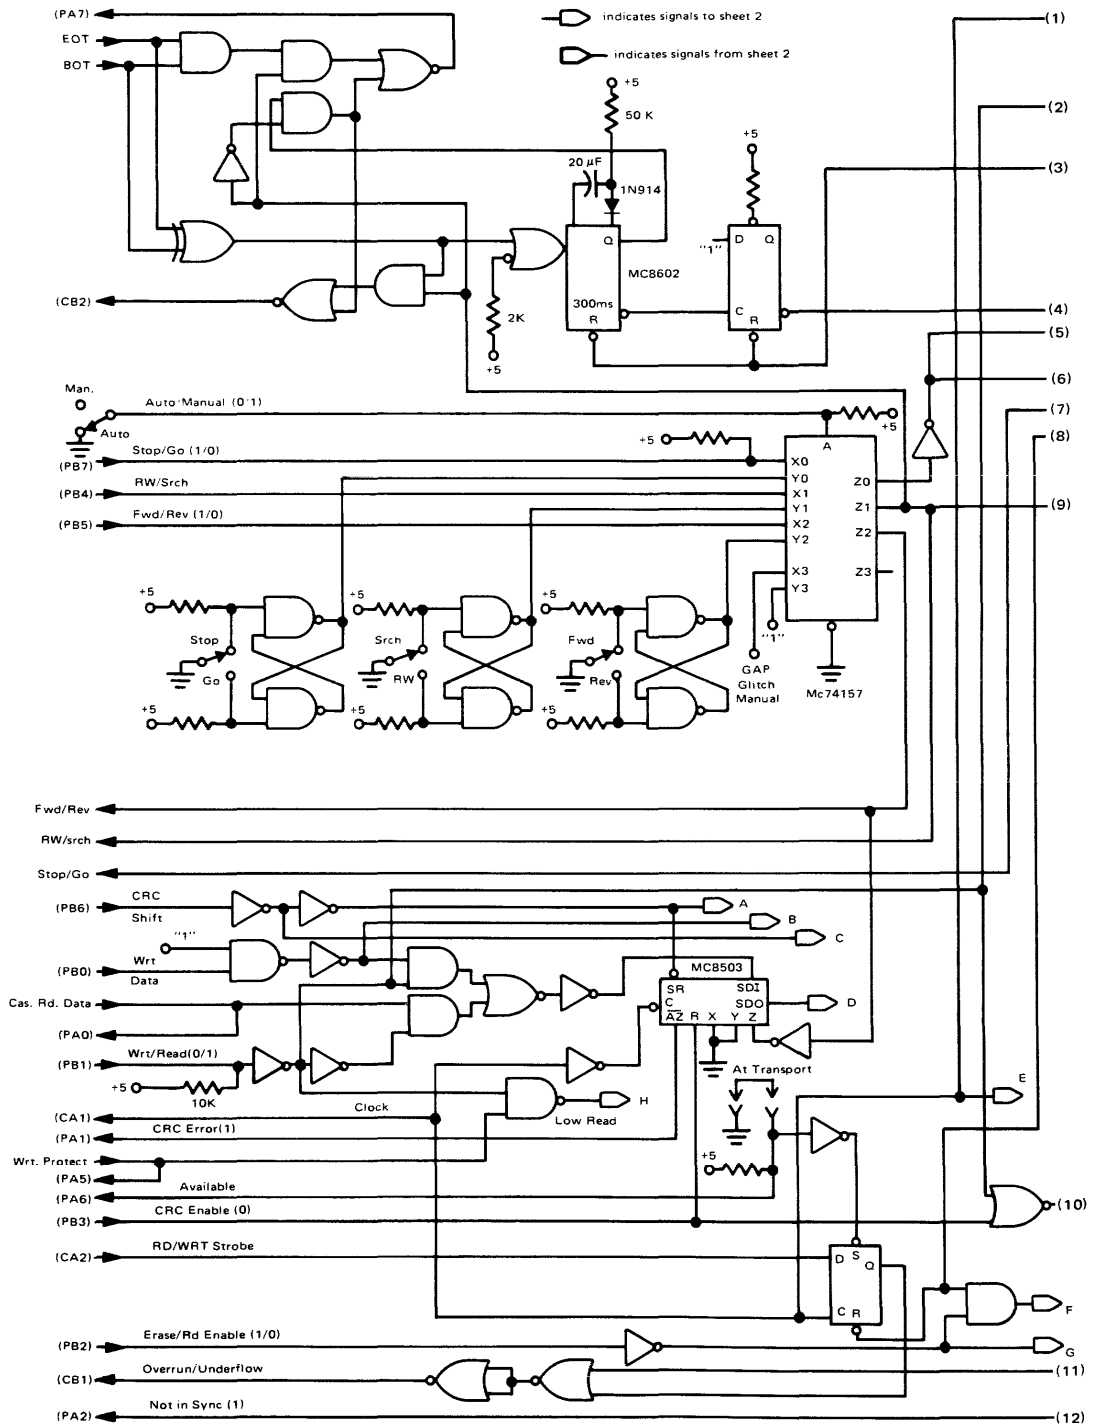 (PA7)
indicates signals to sheet 2
(1)
EOT
BOT
indicates signals from sheet 2
+5
50 K
(2)
+5
20 µF
1N914
(3)
Q
"1"
D Q
MC8602
(CB2)
300ms
R
2K
C
R
(4)
+5
(5)
Man.
(6)
Auto/Manual (0/1)
(7)
+5
Auto
+5
A
(8)
Stop/Go (1/0)
(PB7)
X0
Y0
Z0
RW/Srch
(PB4)
X1
Y1
Z1
(9)
Fwd/Rev (1/0)
(PB5)
X2
Y2
Z2
X3
Z3
Y3
+5
+5
+5
Stop
Srch
Fwd
"1"
Go
RW
Rev
GAP
Glitch
Manual
Mc74157
+5
+5
+5
Fwd/Rev
RW/srch
Stop/Go
(PB6)
CRC
Shift
A
B
"1"
C
(PB0)
Wrt
Data
MC8503
SR
SDI
C
SDO
D
AZ R X Y Z
Cas. Rd. Data
(PA0)
(PB1)
Wrt/Read(0/1)
At Transport
+5
10K
E
Clock
H
Low Read
(CA1)
CRC Error(1)
(PA1)
Wrt. Protect
+5
(PA5)
Available
(PA6)
CRC Enable (0)
(PB3)
(10)
RD/WRT Strobe
(CA2)
D S Q
C R
F
Erase/Rd Enable (1/0)
(PB2)
G
Overrun/Underflow
(CB1)
(11)
Not in Sync (1)
(PA2)
(12)